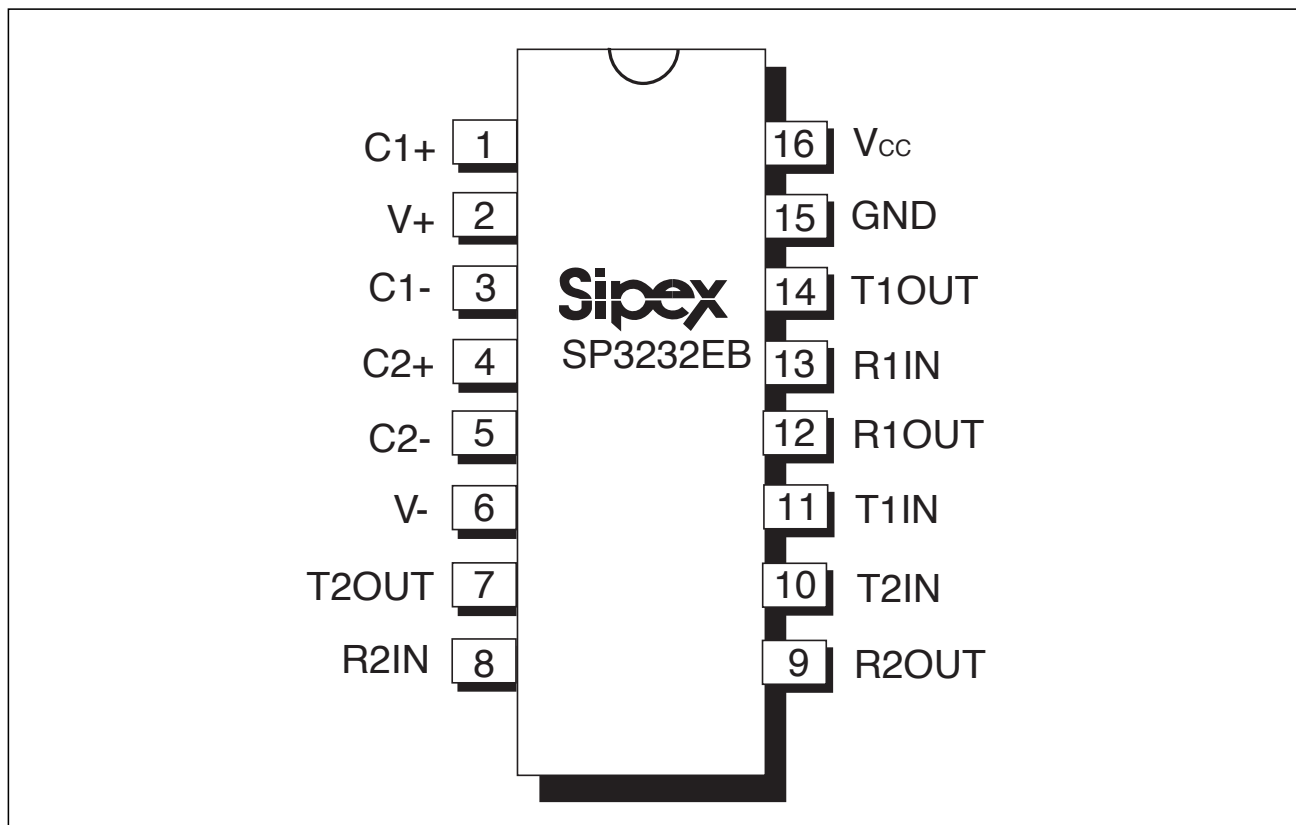 C1+ 1 16 VCC
V+ 2 15 GND
C1- 3 14 T1OUT
Sipex
SP3232EB
C2+ 4 13 R1IN
C2- 5 12 R1OUT
V- 6 11 T1IN
T2OUT 7 10 T2IN
R2IN 8 9 R2OUT